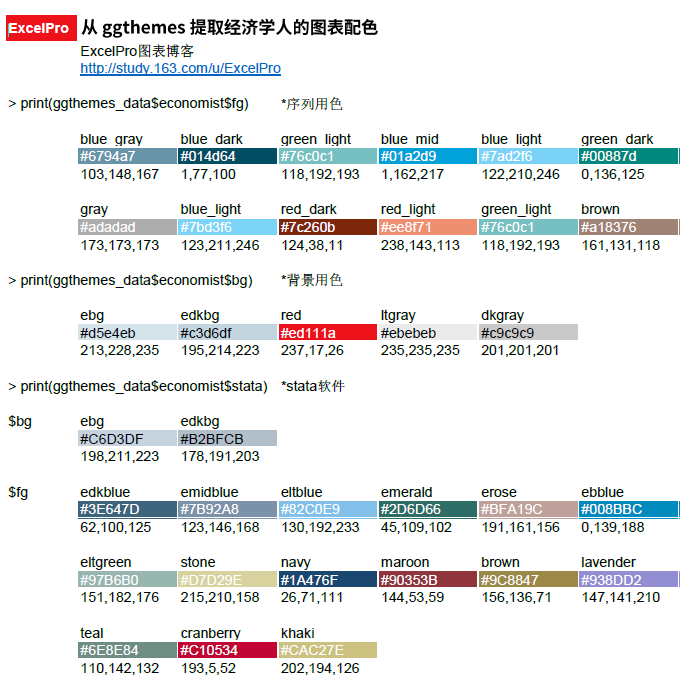 ExcelPro 从 ggthemes 提取经济学人的图表配色
ExcelPro图表博客
http://study.163.com/u/ExcelPro
> print(ggthemes_data$economist$fg) *序列用色
blue_gray blue_dark green_light blue_mid blue_light green_dark
#6794a7 #014d64 #76c0c1 #01a2d9 #7ad2f6 #00887d
103,148,167 1,77,100 118,192,193 1,162,217 122,210,246 0,136,125
gray blue_light red_dark red_light green_light brown
#adadad #7bd3f6 #7c260b #ee8f71 #76c0c1 #a18376
173,173,173 123,211,246 124,38,11 238,143,113 118,192,193 161,131,118
> print(ggthemes_data$economist$bg) *背景用色
ebg edkbg red ltgray dkgray
#d5e4eb #c3d6df #ed111a #ebebeb #c9c9c9
213,228,235 195,214,223 237,17,26 235,235,235 201,201,201
> print(ggthemes_data$economist$stata) *stata软件
$bg ebg edkbg
#C6D3DF #B2BFCB
198,211,223 178,191,203
$fg edkblue emidblue eltblue emerald erose ebblue
#3E647D #7B92A8 #82C0E9 #2D6D66 #BFA19C #008BBC
62,100,125 123,146,168 130,192,233 45,109,102 191,161,156 0,139,188
eltgreen stone navy maroon brown lavender
#97B6B0 #D7D29E #1A476F #90353B #9C8847 #938DD2
151,182,176 215,210,158 26,71,111 144,53,59 156,136,71 147,141,210
teal cranberry khaki
#6E8E84 #C10534 #CAC27E
110,142,132 193,5,52 202,194,126